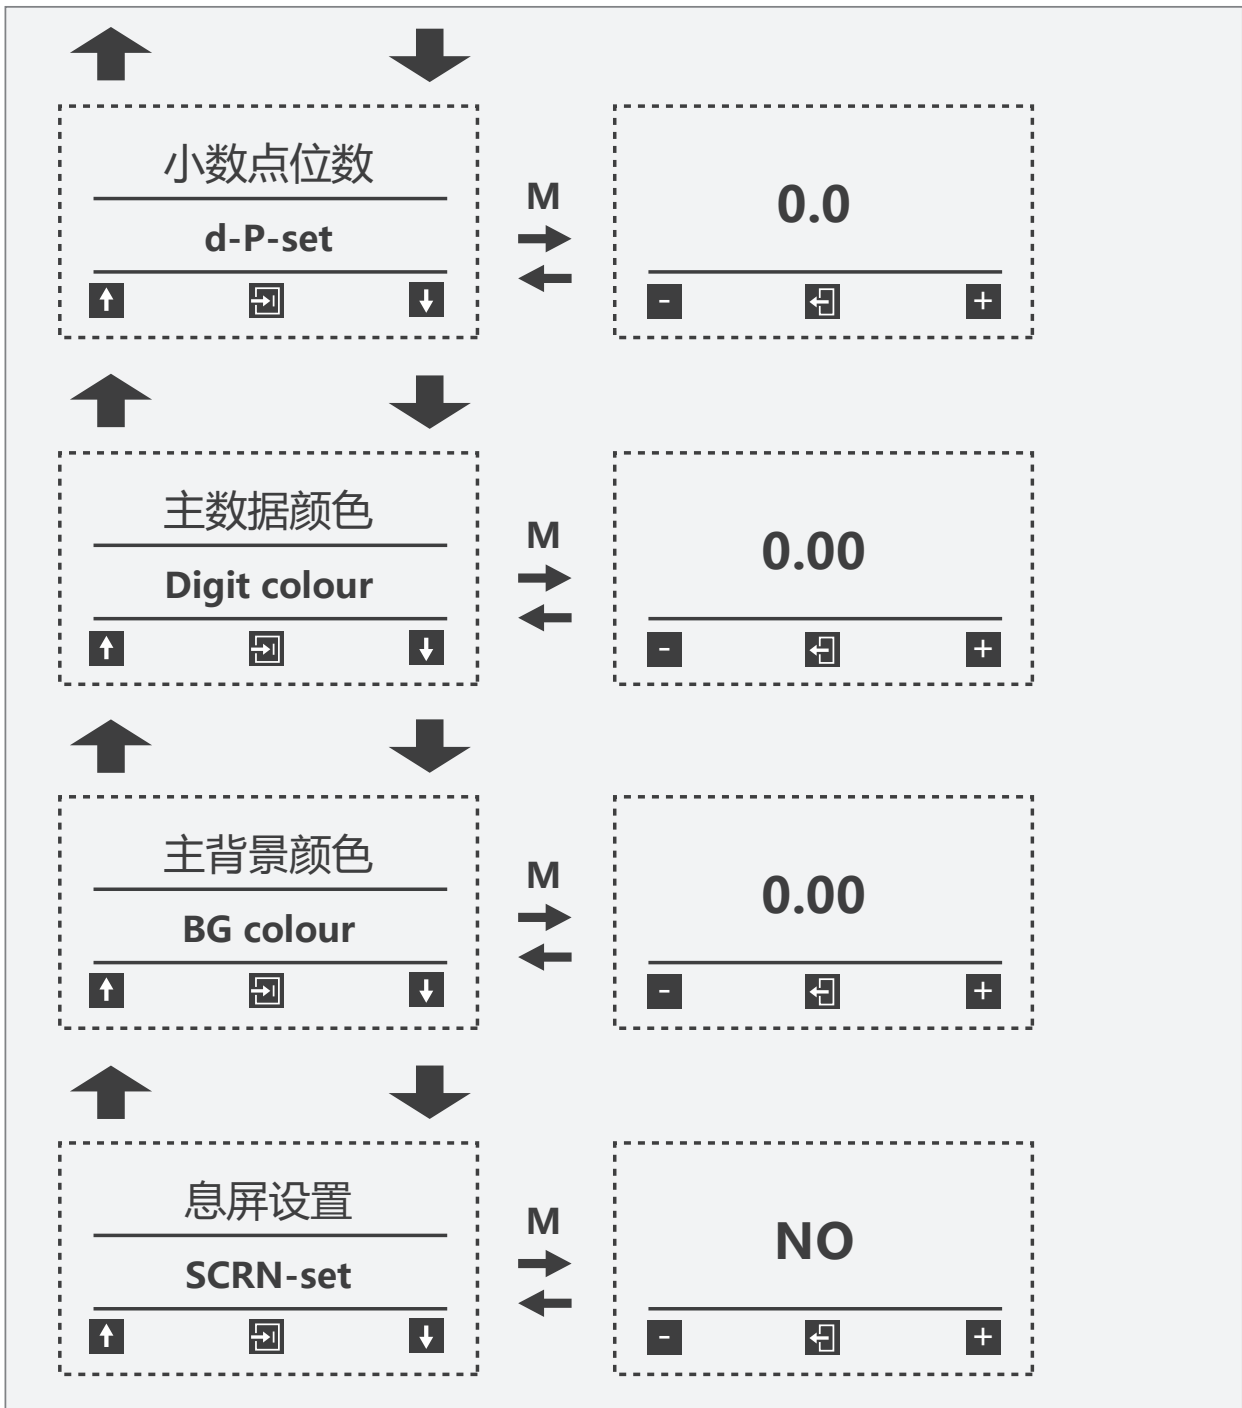 小数点位数
d-P-set
M
0.0
- +
主数据颜色
Digit colour
M
0.00
- +
主背景颜色
BG colour
M
0.00
- +
息屏设置
SCRN-set
M
NO
- +